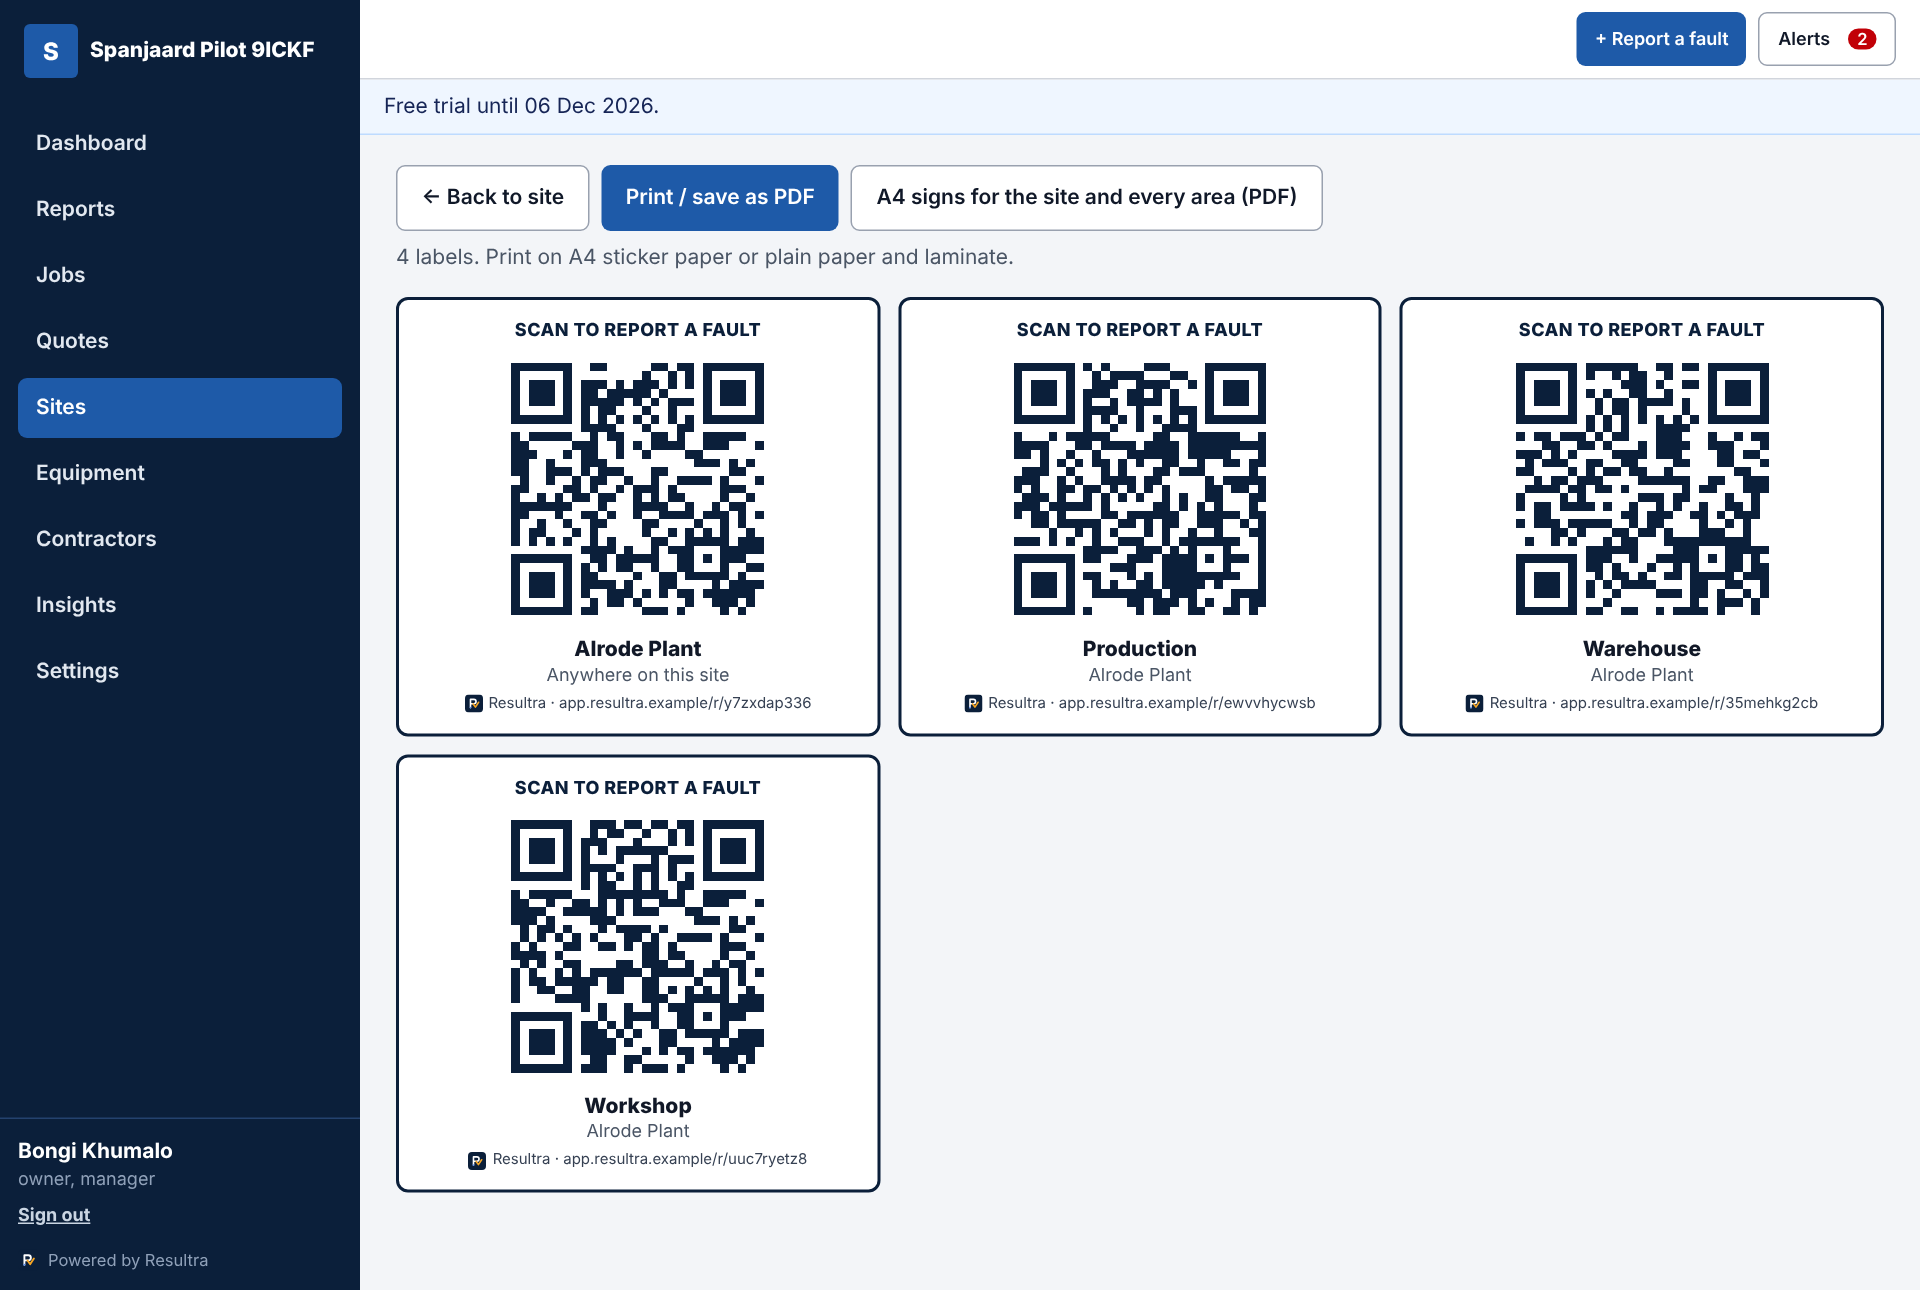 S
Spanjaard Pilot 9ICKF
+ Report a fault
Alerts 2
Free trial until 06 Dec 2026.
Dashboard
Reports
Jobs
Quotes
Sites
Equipment
Contractors
Insights
Settings
← Back to site
Print / save as PDF
A4 signs for the site and every area (PDF)
4 labels. Print on A4 sticker paper or plain paper and laminate.
SCAN TO REPORT A FAULT
Alrode Plant
Anywhere on this site
Resultra · app.resultra.example/r/y7zxdap336
SCAN TO REPORT A FAULT
Production
Alrode Plant
Resultra · app.resultra.example/r/ewvvhycwsb
SCAN TO REPORT A FAULT
Warehouse
Alrode Plant
Resultra · app.resultra.example/r/35mehkg2cb
SCAN TO REPORT A FAULT
Workshop
Alrode Plant
Resultra · app.resultra.example/r/uuc7ryetz8
Bongi Khumalo
owner, manager
Sign out
Powered by Resultra